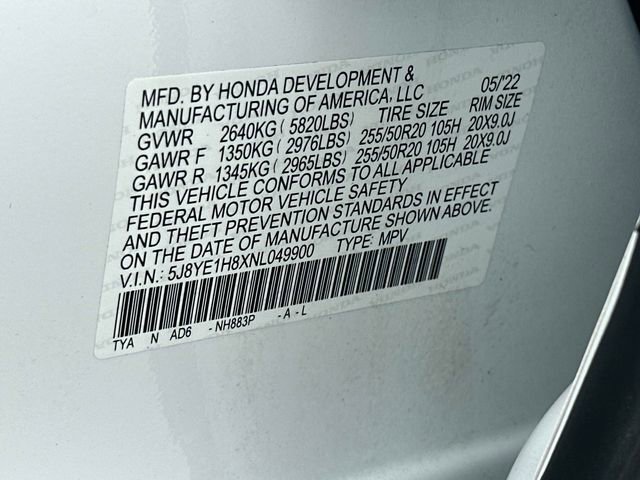 MFD. BY HONDA DEVELOPMENT & 05/'22
MANUFACTURING OF AMERICA, LLC
TIRE SIZE RIM SIZE
GVWR 2640KG ( 5820LBS)
GAWR F 1350KG ( 2976LBS) 255/50R20 105H 20X9.0J
GAWR R 1345KG ( 2965LBS) 255/50R20 105H 20X9.0J
THIS VEHICLE CONFORMS TO ALL APPLICABLE
FEDERAL MOTOR VEHICLE SAFETY
AND THEFT PREVENTION STANDARDS IN EFFECT
ON THE DATE OF MANUFACTURE SHOWN ABOVE.
V.I.N.: 5J8YE1H8XNL049900 TYPE: MPV
TYA N AD6 -NH883P -A-L